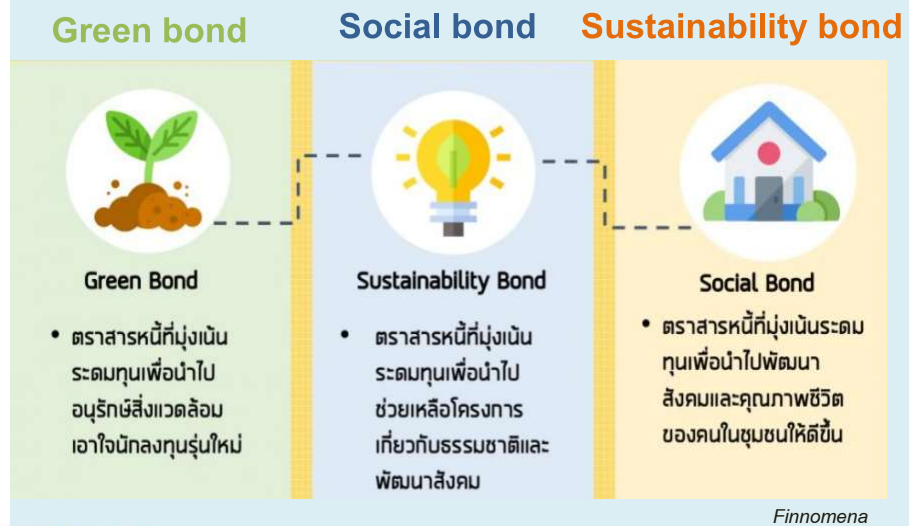 Green bond
Social bond
Sustainability bond
Green Bond
• ตราสารหนี้ที่มุ่งเน้น
ระดมทุนเพื่อนำไป
อนุรักษ์สิ่งแวดล้อม
เอาใจนักลงทุนรุ่นใหม่
Sustainability Bond
• ตราสารหนี้ที่มุ่งเน้น
ระดมทุนเพื่อนำไป
ช่วยเหลือโครงการ
เกี่ยวกับธรรมชาติและ
พัฒนาสังคม
Social Bond
• ตราสารหนี้ที่มุ่งเน้นระดม
ทุนเพื่อนำไปพัฒนา
สังคมและคุณภาพชีวิต
ของคนในชุมชนให้ดีขึ้น
Finnomena